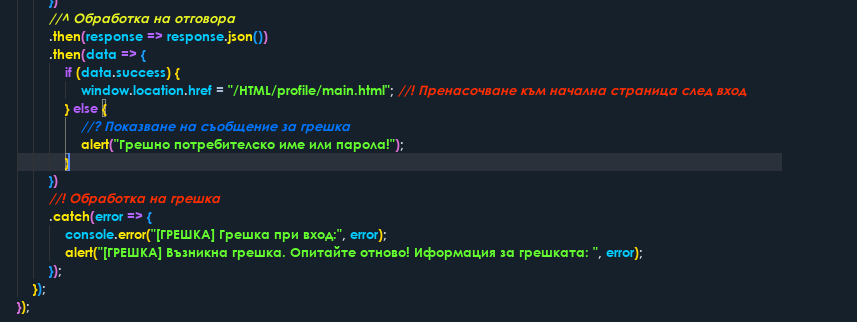 })
//^ Обработка на отговора
.then(response => response.json())
.then(data => {
if (data.success) {
window.location.href = "/HTML/profile/main.html"; //! Пренасочване към начална страница след вход
} else {
//? Показване на съобщение за грешка
alert("Грешно потребителско име или парола!");
}
})
//! Обработка на грешка
.catch(error => {
console.error("[ГРЕШКА] Грешка при вход:", error);
alert("[ГРЕШКА] Възникна грешка. Опитайте отново! Иформация за грешката: ", error);
});
});
});